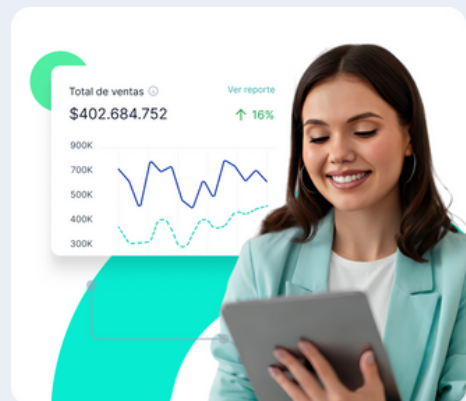 Total de ventas
Ver reporte
$402.684.752
↑ 16%
900K
700K
500K
400K
300K